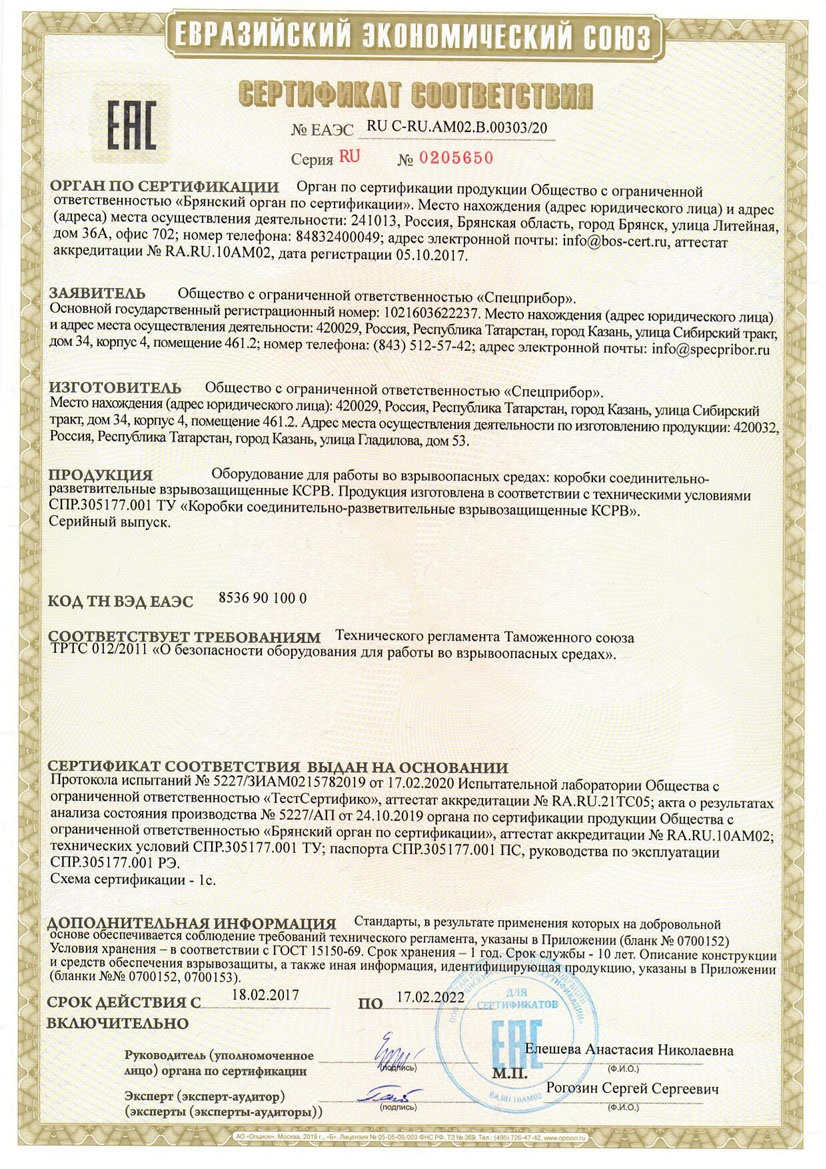 ЕВРАЗИЙСКИЙ ЭКОНОМИЧЕСКИЙ СОЮЗ
СЕРТИФИКАТ СООТВЕТСТВИЯ
EAC
№ ЕАЭС RU C-RU.AM02.B.00303/20
Серия RU № 0205650
ОРГАН ПО СЕРТИФИКАЦИИ Орган по сертификации продукции Общество с ограниченной
ответственностью «Брянский орган по сертификации». Место нахождения (адрес юридического лица) и адрес
(адреса) места осуществления деятельности: 241013, Россия, Брянская область, город Брянск, улица Литейная,
дом 36А, офис 702; номер телефона: 84832400049; адрес электронной почты: info@bos-cert.ru, аттестат
аккредитации № RA.RU.10АМ02, дата регистрации 05.10.2017.
ЗАЯВИТЕЛЬ Общество с ограниченной ответственностью «Спецприбор».
Основной государственный регистрационный номер: 1021603622237. Место нахождения (адрес юридического лица)
и адрес места осуществления деятельности: 420029, Россия, Республика Татарстан, город Казань, улица Сибирский тракт,
дом 34, корпус 4, помещение 461.2; номер телефона: (843) 512-57-42; адрес электронной почты: info@specpribor.ru
ИЗГОТОВИТЕЛЬ Общество с ограниченной ответственностью «Спецприбор».
Место нахождения (адрес юридического лица): 420029, Россия, Республика Татарстан, город Казань, улица Сибирский
тракт, дом 34, корпус 4, помещение 461.2. Адрес места осуществления деятельности по изготовлению продукции: 420032,
Россия, Республика Татарстан, город Казань, улица Гладилова, дом 53.
ПРОДУКЦИЯ Оборудование для работы во взрывоопасных средах: коробки соединительно-
разветвительные взрывозащищенные КСРВ. Продукция изготовлена в соответствии с техническими условиями
СПР.305177.001 ТУ «Коробки соединительно-разветвительные взрывозащищенные КСРВ».
Серийный выпуск.
КОД ТН ВЭД ЕАЭС 8536 90 100 0
СООТВЕТСТВУЕТ ТРЕБОВАНИЯМ Технического регламента Таможенного союза
ТРТС 012/2011 «О безопасности оборудования для работы во взрывоопасных средах».
СЕРТИФИКАТ СООТВЕТСТВИЯ ВЫДАН НА ОСНОВАНИИ
Протокола испытаний № 5227/ЗИАМ0215782019 от 17.02.2020 Испытательной лаборатории Общества с
ограниченной ответственностью «ТестСертифико», аттестат аккредитации № RA.RU.21ТС05; акта о результатах
анализа состояния производства № 5227/АП от 24.10.2019 органа по сертификации продукции Общества с
ограниченной ответственностью «Брянский орган по сертификации», аттестат аккредитации № RA.RU.10АМ02;
технических условий СПР.305177.001 ТУ; паспорта СПР.305177.001 ПС, руководства по эксплуатации
СПР.305177.001 РЭ.
Схема сертификации - 1с.
ДОПОЛНИТЕЛЬНАЯ ИНФОРМАЦИЯ Стандарты, в результате применения которых на добровольной
основе обеспечивается соблюдение требований технического регламента, указаны в Приложении (бланк № 0700152)
Условия хранения – в соответствии с ГОСТ 15150-69. Срок хранения – 1 год. Срок службы - 10 лет. Описание конструкции
и средств обеспечения взрывозащиты, а также иная информация, идентифицирующая продукцию, указаны в Приложении
(бланки №№ 0700152, 0700153).
СРОК ДЕЙСТВИЯ С 18.02.2017 ПО 17.02.2022
ВКЛЮЧИТЕЛЬНО
ДЛЯ
СЕРТИФИКАТОВ
EAC
RA.RU.10АМ02
Руководитель (уполномоченное
лицо) органа по сертификации
(подпись)
М.П.
Елешева Анастасия Николаевна
(Ф.И.О.)
Эксперт (эксперт-аудитор)
(эксперты (эксперты-аудиторы))
(подпись)
Рогозин Сергей Сергеевич
(Ф.И.О.)
АО «Опцион», Москва, 2019 г., «Б». Лицензия № 05-05-09/003 ФНС РФ. ТЗ № 369. Тел.: (495) 726-47-42, www.opcion.ru